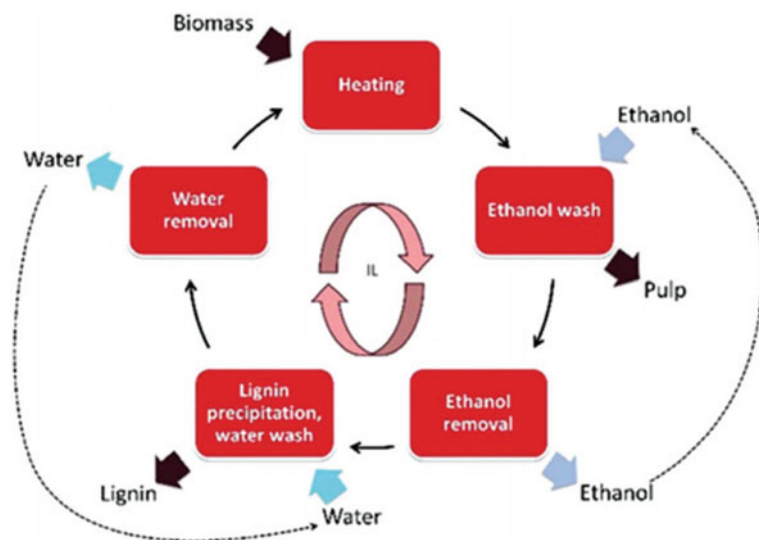 Biomass
Heating
Ethanol
Water
Water
removal
Ethanol wash
IL
Pulp
Lignin
precipitation,
water wash
Ethanol
removal
Lignin
Water
Ethanol